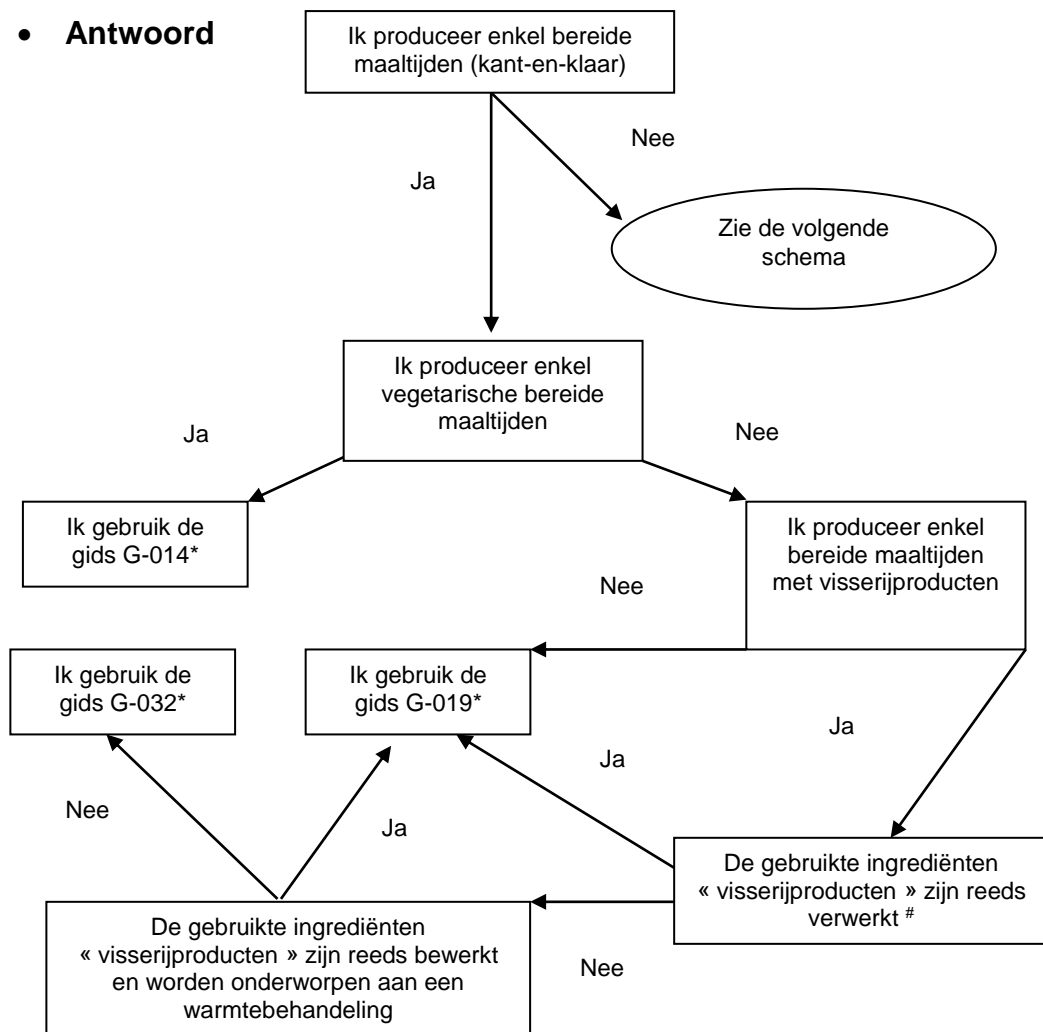 • Antwoord
Ik produceer enkel bereide
maaltijden (kant-en-klaar)
Nee
Ja
Zie de volgende
schema
Ik produceer enkel
vegetarische bereide
maaltijden
Ja
Nee
Ik gebruik de
gids G-014*
Ik produceer enkel
bereide maaltijden
met visserijproducten
Nee
Ik gebruik de
gids G-032*
Ik gebruik de
gids G-019*
Ja
Ja
Nee
Ja
De gebruikte ingrediënten
« visserijproducten » zijn reeds
verwerkt #
De gebruikte ingrediënten
« visserijproducten » zijn reeds bewerkt
en worden onderworpen aan een
warmtebehandeling
Nee